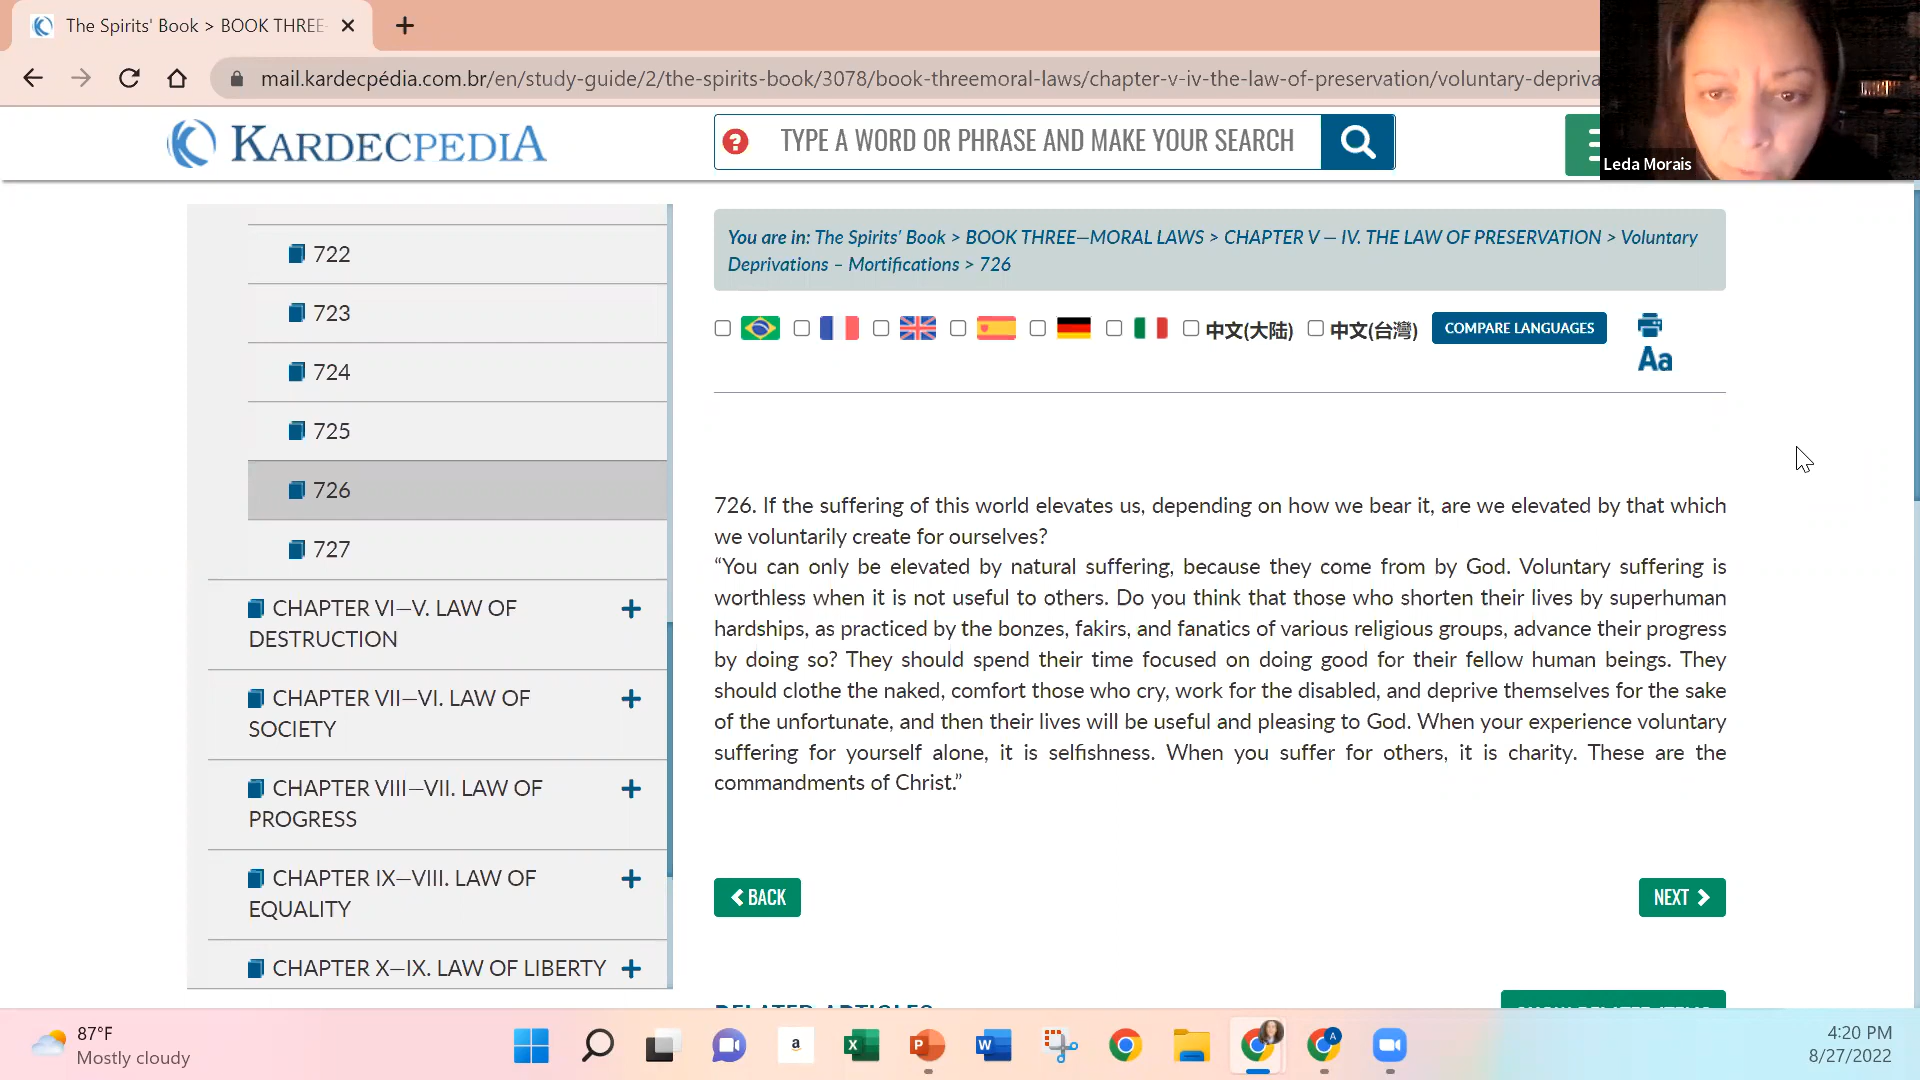 The Spirits' Book > BOOK THREE
mail.kardecpédia.com.br/en/study-guide/2/the-spirits-book/3078/book-threemoral-laws/chapter-v-iv-the-law-of-preservation/voluntary-depriva
KARDECPEDIA
? TYPE A WORD OR PHRASE AND MAKE YOUR SEARCH
Leda Morais
722
723
724
725
726
727
CHAPTER VI—V. LAW OF
DESTRUCTION
CHAPTER VII—VI. LAW OF
SOCIETY
CHAPTER VIII—VII. LAW OF
PROGRESS
CHAPTER IX—VIII. LAW OF
EQUALITY
CHAPTER X—IX. LAW OF LIBERTY
You are in: The Spirits' Book > BOOK THREE—MORAL LAWS > CHAPTER V — IV. THE LAW OF PRESERVATION > Voluntary
Deprivations – Mortifications > 726
中文(大陆) 中文(台灣) COMPARE LANGUAGES
Aa
726. If the suffering of this world elevates us, depending on how we bear it, are we elevated by that which
we voluntarily create for ourselves?
“You can only be elevated by natural suffering, because they come from by God. Voluntary suffering is
worthless when it is not useful to others. Do you think that those who shorten their lives by superhuman
hardships, as practiced by the bonzes, fakirs, and fanatics of various religious groups, advance their progress
by doing so? They should spend their time focused on doing good for their fellow human beings. They
should clothe the naked, comfort those who cry, work for the disabled, and deprive themselves for the sake
of the unfortunate, and then their lives will be useful and pleasing to God. When your experience voluntary
suffering for yourself alone, it is selfishness. When you suffer for others, it is charity. These are the
commandments of Christ.”
BACK
NEXT
RELATED ARTICLES
SHOW RELATED ITEMS
87°F
Mostly cloudy
a
X
P
W
A
4:20 PM
8/27/2022